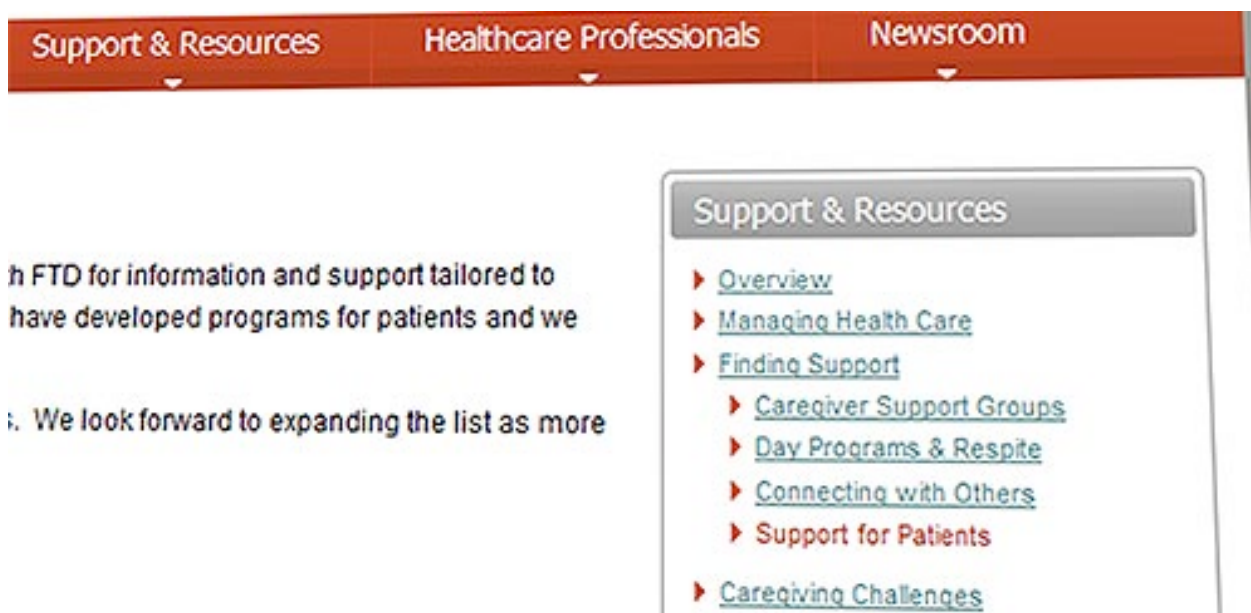 Support & Resources
Healthcare Professionals
Newsroom
FTD for information and support tailored to
have developed programs for patients and we
We look forward to expanding the list as more
Support & Resources
Overview
Managing Health Care
Finding Support
Caregiver Support Groups
Day Programs & Respite
Connecting with Others
Support for Patients
Caregiving Challenges